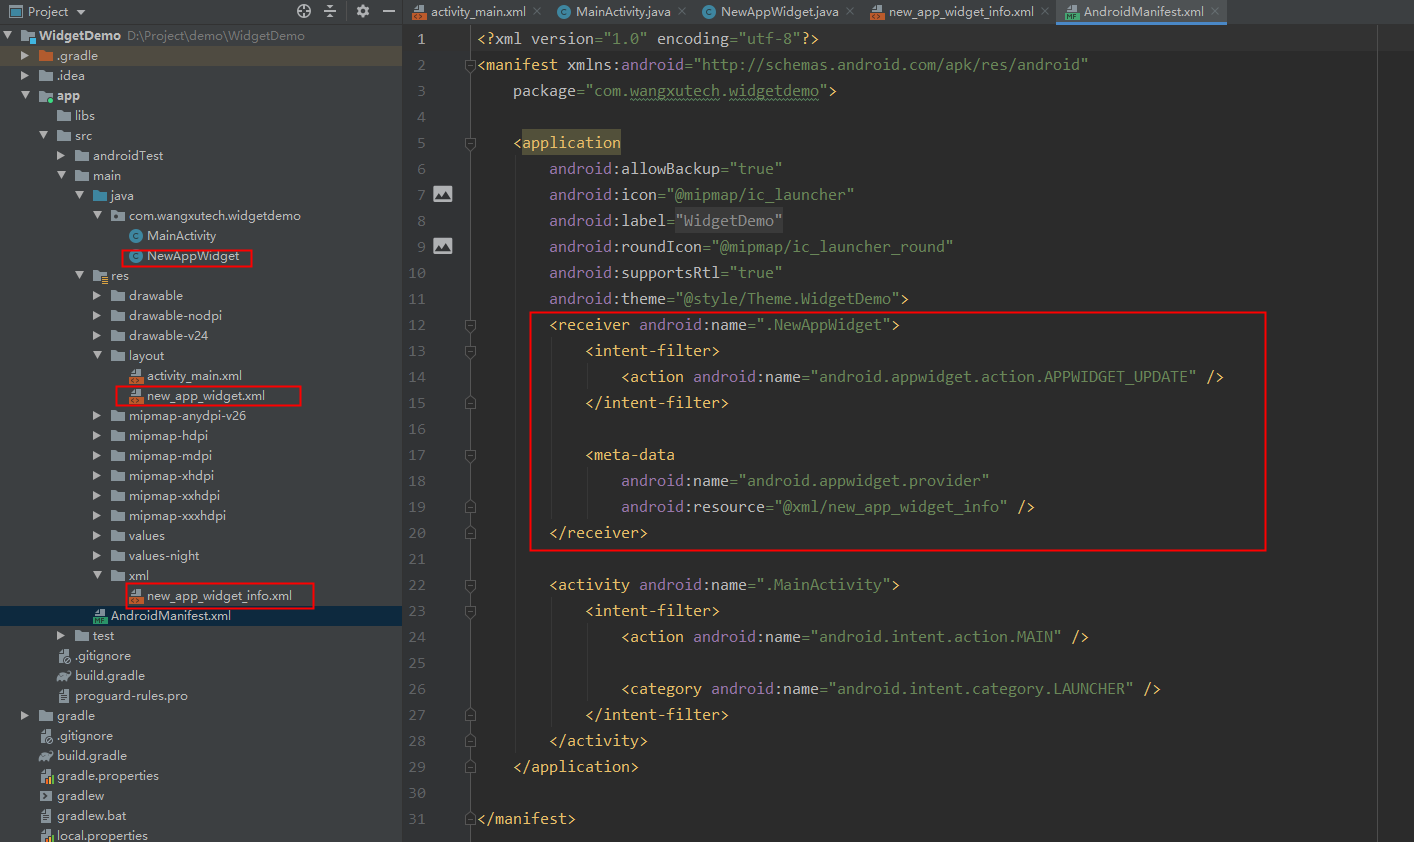 Project
WidgetDemo D:\Project\demo\WidgetDemo
.gradle
.idea
app
libs
src
androidTest
main
java
com.wangxutech.widgetdemo
MainActivity
NewAppWidget
res
drawable
drawable-nodpi
drawable-v24
layout
activity_main.xml
new_app_widget.xml
mipmap-anydpi-v26
mipmap-hdpi
mipmap-mdpi
mipmap-xhdpi
mipmap-xxhdpi
mipmap-xxxhdpi
values
values-night
xml
new_app_widget_info.xml
AndroidManifest.xml
test
.gitignore
build.gradle
proguard-rules.pro
gradle
.gitignore
build.gradle
gradle.properties
gradlew
gradlew.bat
local.properties
activity_main.xml MainActivity.java NewAppWidget.java new_app_widget_info.xml AndroidManifest.xml
1 <?xml version="1.0" encoding="utf-8"?>
2 <manifest xmlns:android="http://schemas.android.com/apk/res/android"
3 package="com.wangxutech.widgetdemo">
4
5 <application
6 android:allowBackup="true"
7 android:icon="@mipmap/ic_launcher"
8 android:label="WidgetDemo"
9 android:roundIcon="@mipmap/ic_launcher_round"
10 android:supportsRtl="true"
11 android:theme="@style/Theme.WidgetDemo">
12 <receiver android:name=".NewAppWidget">
13 <intent-filter>
14 <action android:name="android.appwidget.action.APPWIDGET_UPDATE" />
15 </intent-filter>
16
17 <meta-data
18 android:name="android.appwidget.provider"
19 android:resource="@xml/new_app_widget_info" />
20 </receiver>
21
22 <activity android:name=".MainActivity">
23 <intent-filter>
24 <action android:name="android.intent.action.MAIN" />
25
26 <category android:name="android.intent.category.LAUNCHER" />
27 </intent-filter>
28 </activity>
29 </application>
30
31 </manifest>